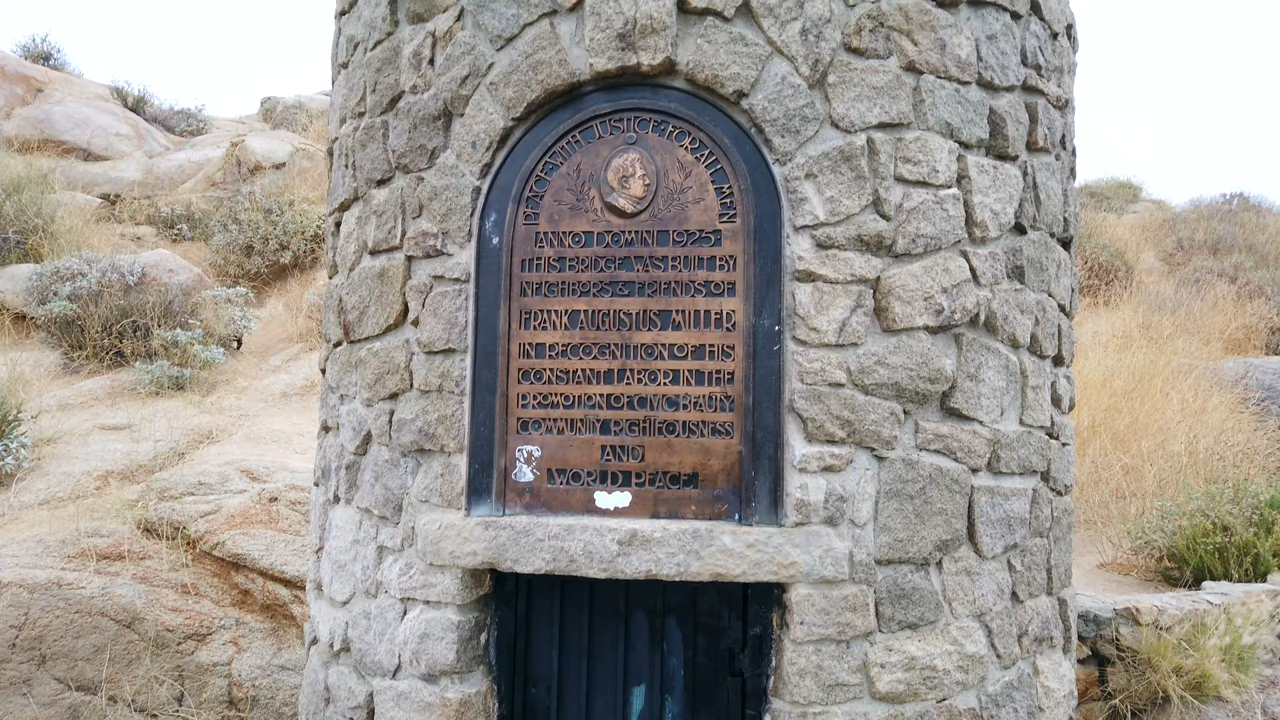 PEACE·WITH JUSTICE·FOR ALL MEN
ANNO DOMINI 1925·
THIS BRIDGE WAS BUILT BY
NEIGHBORS & FRIENDS OF
FRANK AUGUSTUS MILLER
IN RECOGNITION OF HIS
CONSTANT LABOR IN THE
PROMOTION OF CIVIC BEAUTY
COMMUNITY RIGHTEOUSNESS
AND
WORLD PEACE